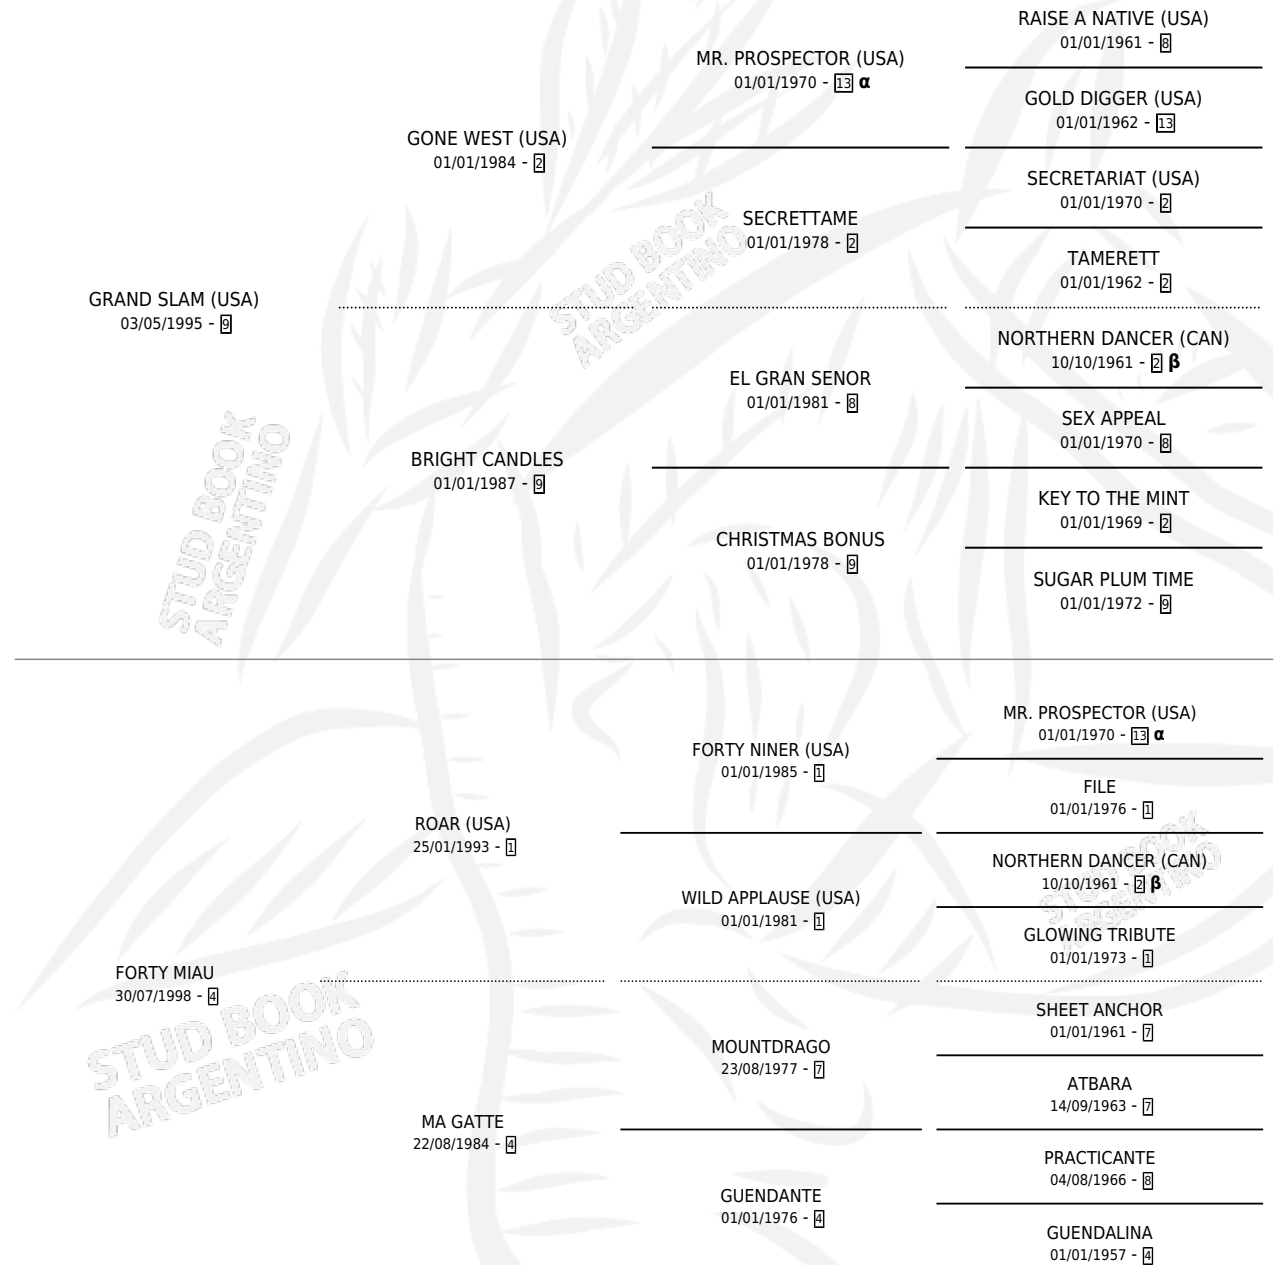 RAISE A NATIVE (USA)
01/01/1961 - 8
MR. PROSPECTOR (USA)
01/01/1970 - 13 α
GOLD DIGGER (USA)
01/01/1962 - 13
GONE WEST (USA)
01/01/1984 - 2
SECRETARIAT (USA)
01/01/1970 - 2
SECRETTAME
01/01/1978 - 2
TAMERETT
01/01/1962 - 2
GRAND SLAM (USA)
03/05/1995 - 9
NORTHERN DANCER (CAN)
10/10/1961 - 2 β
EL GRAN SENOR
01/01/1981 - 8
SEX APPEAL
01/01/1970 - 8
BRIGHT CANDLES
01/01/1987 - 9
KEY TO THE MINT
01/01/1969 - 2
CHRISTMAS BONUS
01/01/1978 - 9
SUGAR PLUM TIME
01/01/1972 - 9
MR. PROSPECTOR (USA)
01/01/1970 - 13 α
FORTY NINER (USA)
01/01/1985 - 1
FILE
01/01/1976 - 1
ROAR (USA)
25/01/1993 - 1
NORTHERN DANCER (CAN)
10/10/1961 - 2 β
WILD APPLAUSE (USA)
01/01/1981 - 1
GLOWING TRIBUTE
01/01/1973 - 1
FORTY MIAU
30/07/1998 - 4
SHEET ANCHOR
01/01/1961 - 7
MOUNTDRAGO
23/08/1977 - 7
ATBARA
14/09/1963 - 7
MA GATTE
22/08/1984 - 4
PRACTICANTE
04/08/1966 - 8
GUENDANTE
01/01/1976 - 4
GUENDALINA
01/01/1957 - 4
STUD BOOK
ARGENTINO
STUD BOOK
ARGENTINO
STUD BOOK
ARGENTINO
STUD BOOK
ARGENTINO